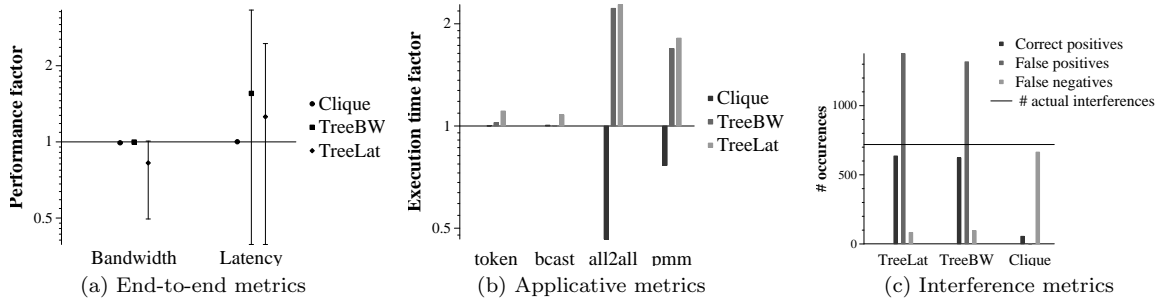 Performance factor
2
1
0.5
Bandwidth
Latency
Clique
TreeBW
TreeLat
(a) End-to-end metrics
Execution time factor
2
1
0.5
token
bcast
all2all
pmm
Clique
TreeBW
TreeLat
(b) Applicative metrics
# occurences
1000
500
0
TreeLat
TreeBW
Clique
Correct positives
False positives
False negatives
# actual interferences
(c) Interference metrics